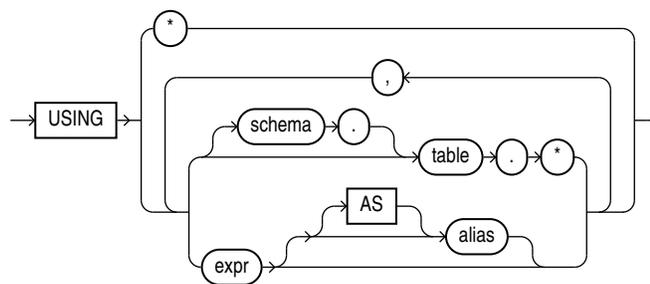 *
,
schema .
USING
table . *
AS
alias
expr